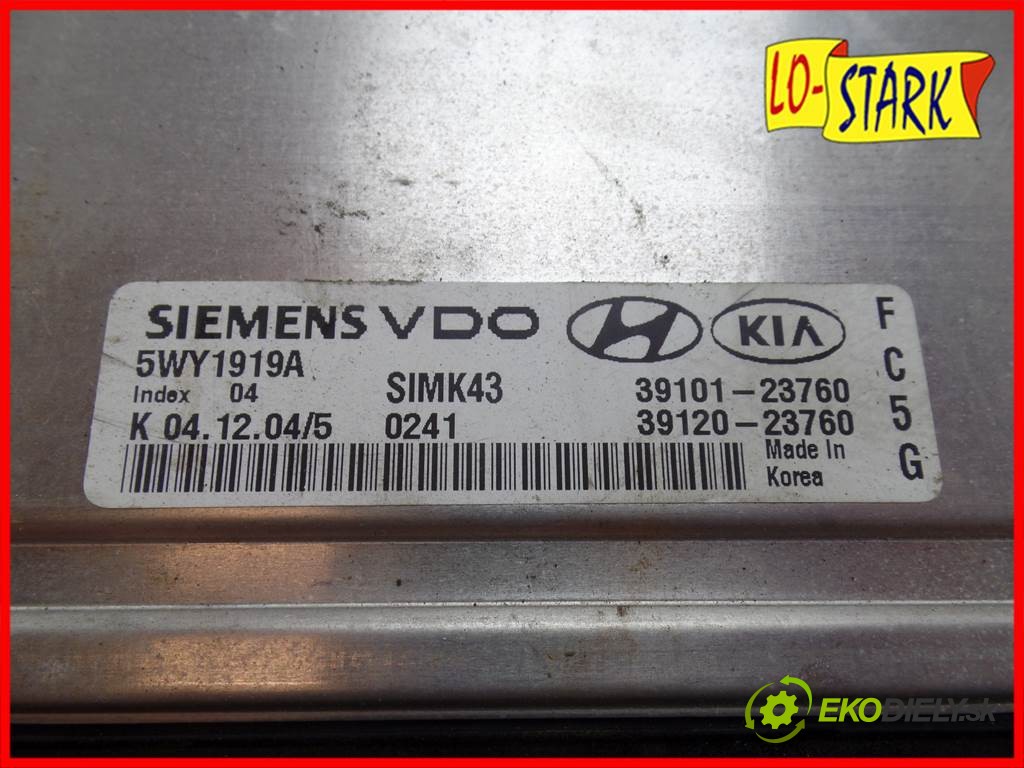 LO-STARK
SIEMENS VDO
KIA
5WY1919A
Index 04
SIMK43
39101-23760
K 04.12.04/5
0241
39120-23760
Made In
Korea
F
C
5
G
EKODIELY.sk